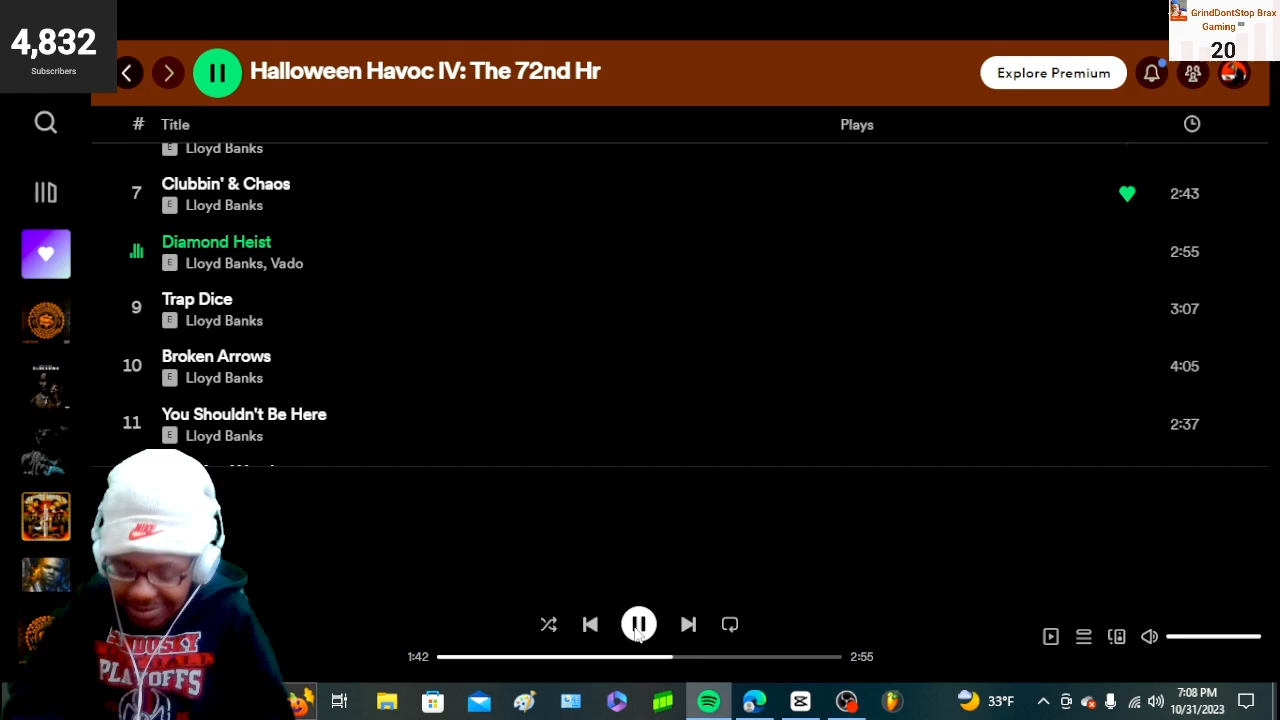 4,832
Subscribers
GrindDontStop Brax
Gaming
20
Halloween Havoc IV: The 72nd Hr
Explore Premium
# Title Plays
E Lloyd Banks
7 Clubbin' & Chaos 2:43
E Lloyd Banks
Diamond Heist 2:55
E Lloyd Banks, Vado
9 Trap Dice 3:07
E Lloyd Banks
10 Broken Arrows 4:05
E Lloyd Banks
11 You Shouldn't Be Here 2:37
E Lloyd Banks
NIKE
PLAYOFFS
1:42 2:55
33°F
7:08 PM
10/31/2023